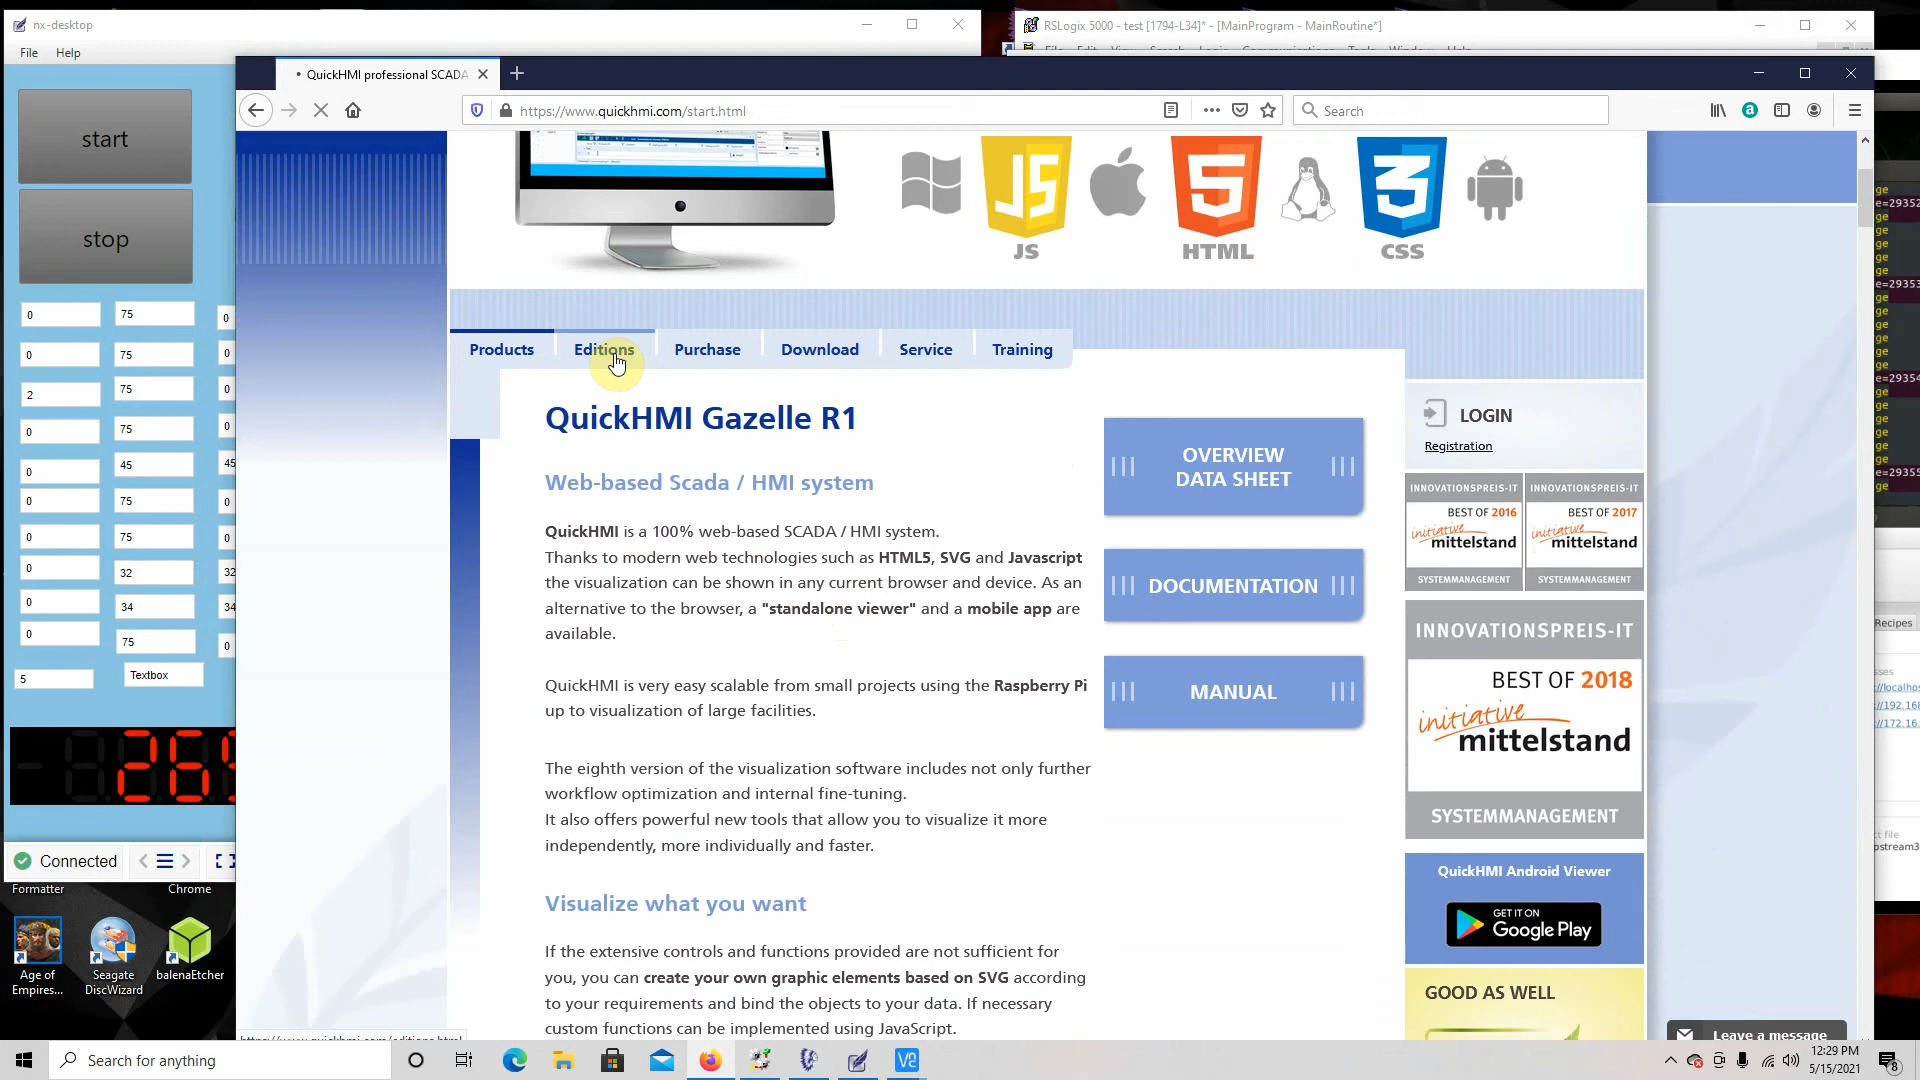 nx-desktop
File Help
start
stop
0 75 0
0 75 0
2 75 0
0 75 0
0 45 45
0 75 0
0 75 0
0 32 32
0 34 34
0 75 0
5 Textbox
Connected
Formatter
Chrome
Age of
Empires...
Seagate
DiscWizard
balenaEtcher
RSLogix 5000 - test [1794-L34]* - [MainProgram - MainRoutine*]
QuickHMI professional SCADA
https://www.quickhmi.com/start.html
Search
JS
HTML
CSS
Products
Editions
Purchase
Download
Service
Training
QuickHMI Gazelle R1
Web-based Scada / HMI system
QuickHMI is a 100% web-based SCADA / HMI system.
Thanks to modern web technologies such as HTML5, SVG and Javascript
the visualization can be shown in any current browser and device. As an
alternative to the browser, a "standalone viewer" and a mobile app are
available.
QuickHMI is very easy scalable from small projects using the Raspberry Pi
up to visualization of large facilities.
The eighth version of the visualization software includes not only further
workflow optimization and internal fine-tuning.
It also offers powerful new tools that allow you to visualize it more
independently, more individually and faster.
Visualize what you want
If the extensive controls and functions provided are not sufficient for
you, you can create your own graphic elements based on SVG according
to your requirements and bind the objects to your data. If necessary
custom functions can be implemented using JavaScript.
OVERVIEW
DATA SHEET
DOCUMENTATION
MANUAL
LOGIN
Registration
INNOVATIONSPREIS-IT
BEST OF 2016
initiative
mittelstand
SYSTEMMANAGEMENT
INNOVATIONSPREIS-IT
BEST OF 2017
initiative
mittelstand
SYSTEMMANAGEMENT
INNOVATIONSPREIS-IT
BEST OF 2018
initiative
mittelstand
SYSTEMMANAGEMENT
QuickHMI Android Viewer
GET IT ON
Google Play
GOOD AS WELL
Leave a message
Recipes
Search for anything
12:29 PM
5/15/2021
8